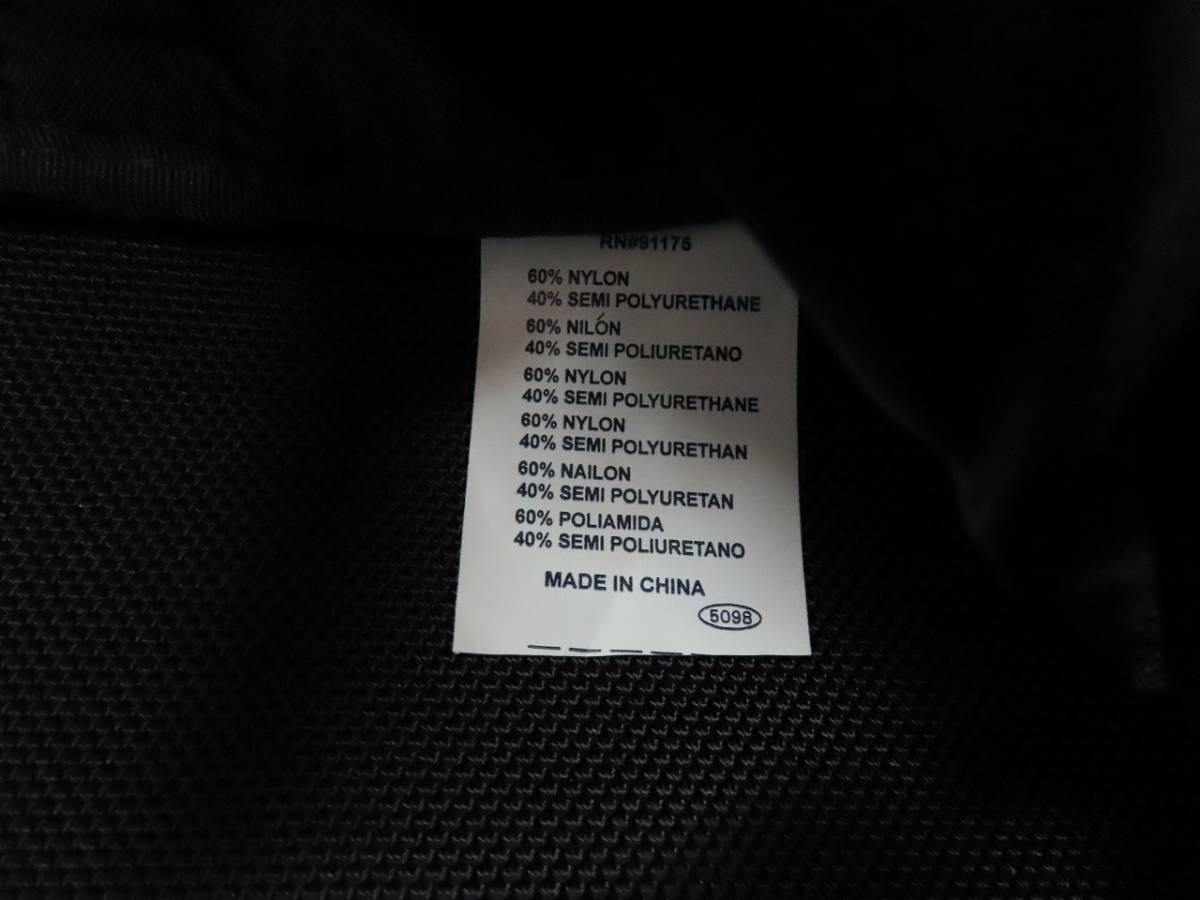 RN#91175
60% NYLON
40% SEMI POLYURETHANE
60% NILÓN
40% SEMI POLIURETANO
60% NYLON
40% SEMI POLYURETHANE
60% NYLON
40% SEMI POLYURETHAN
60% NAILON
40% SEMI POLYURETAN
60% POLIAMIDA
40% SEMI POLIURETANO
MADE IN CHINA
5098